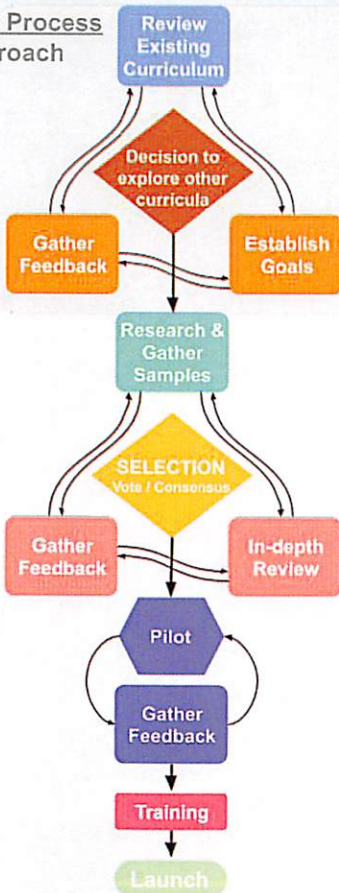 Process
roach
Review
Existing
Curriculum
Decision to
explore other
curricula
Gather
Feedback
Establish
Goals
Research &
Gather
Samples
SELECTION
Vote / Consensus
Gather
Feedback
In-depth
Review
Pilot
Gather
Feedback
Training
Launch